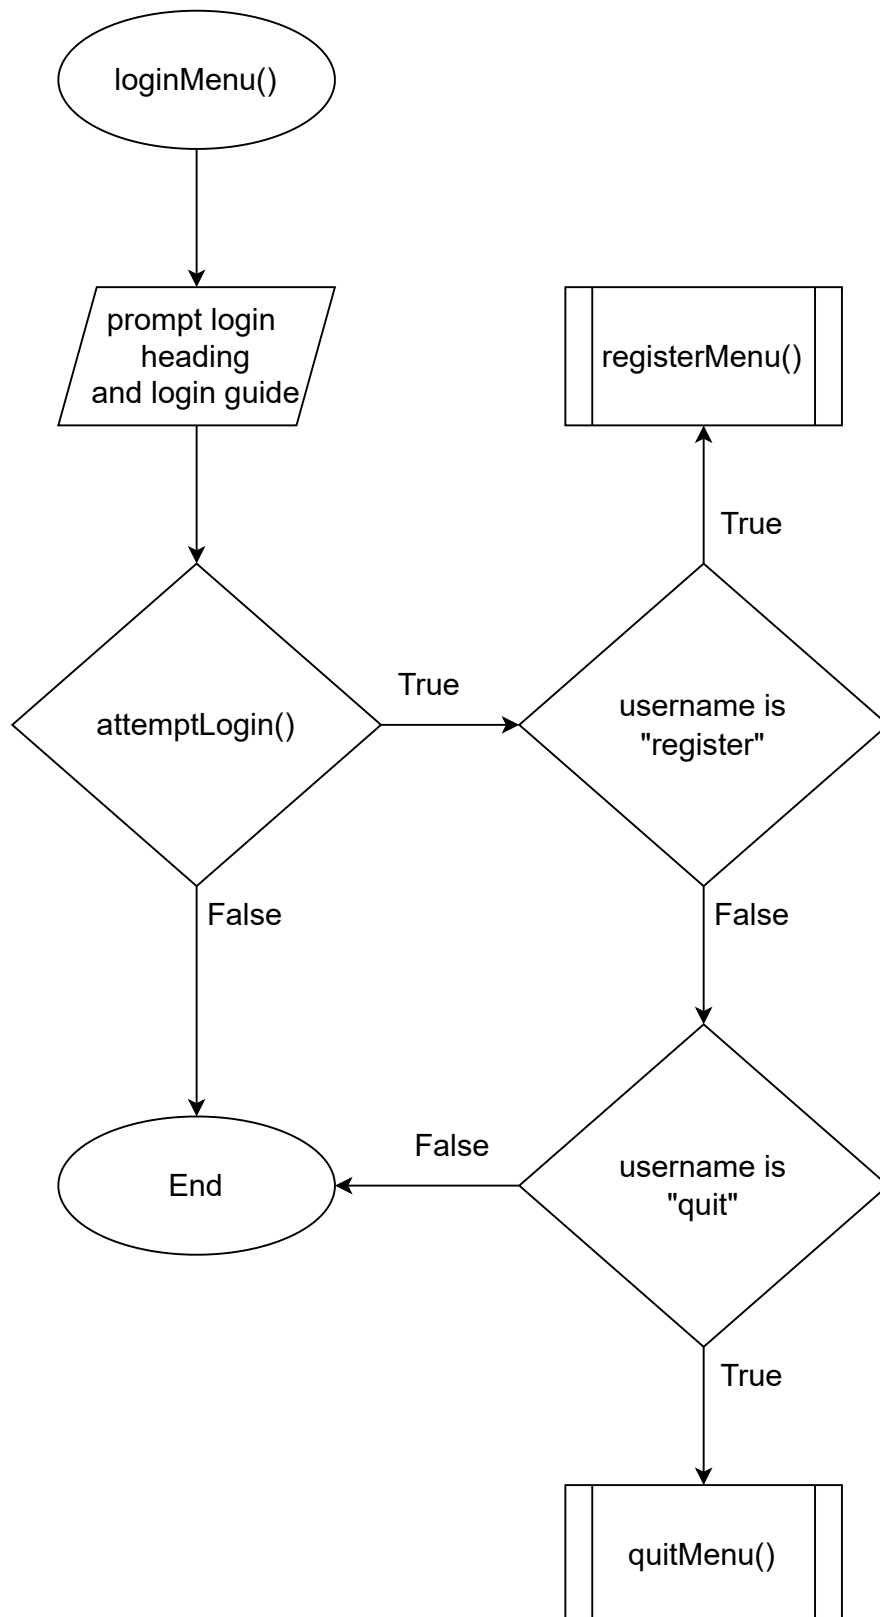 loginMenu()
prompt login
heading
and login guide
registerMenu()
True
attemptLogin()
True
username is
"register"
False
False
End
False
username is
"quit"
True
quitMenu()